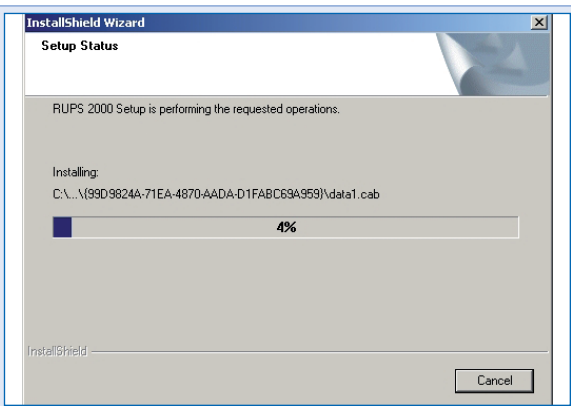 InstallShield Wizard
Setup Status
RUPS 2000 Setup is performing the requested operations.
Installing:
C:\...\{99D9824A-71EA-4870-AADA-D1FABC69A959}\data1.cab
4%
InstallShield
Cancel